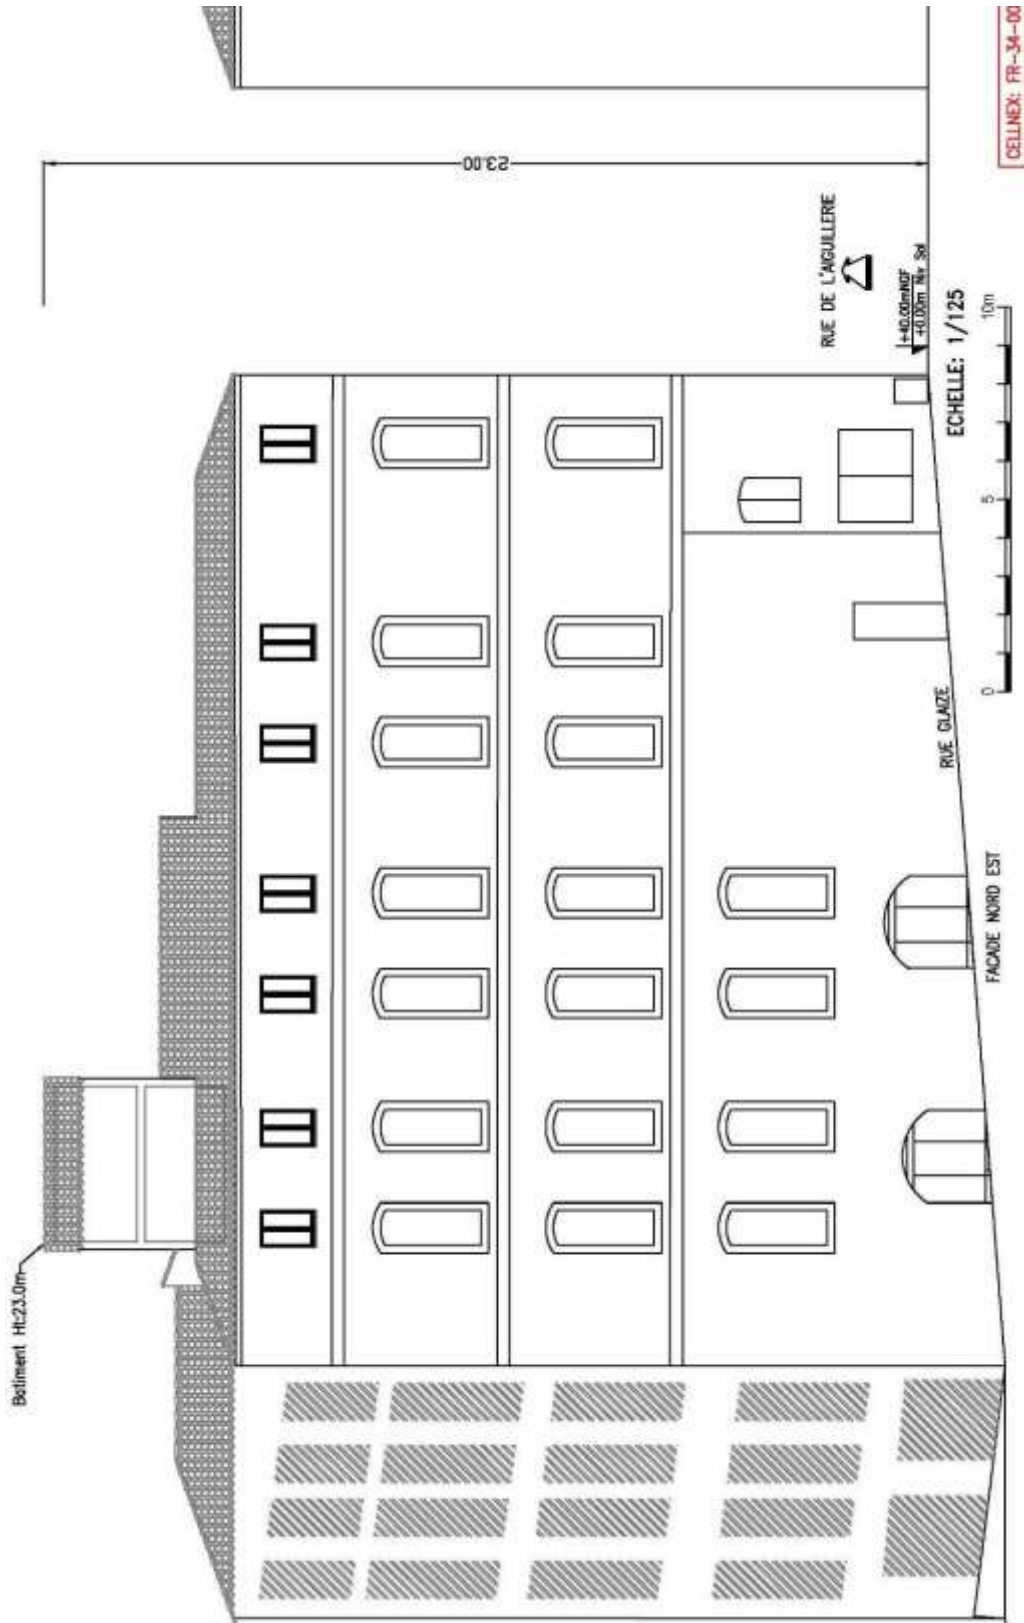 Batiment Ht:23.0m
23.00
RUE DE L'AIGUILLERIE
+40.00mNGF
+0.00m Niv Sol
RUE GLAIZE
FACADE NORD EST
ECHELLE: 1/125
0 5 10m
CELLNEX: FR-34-00